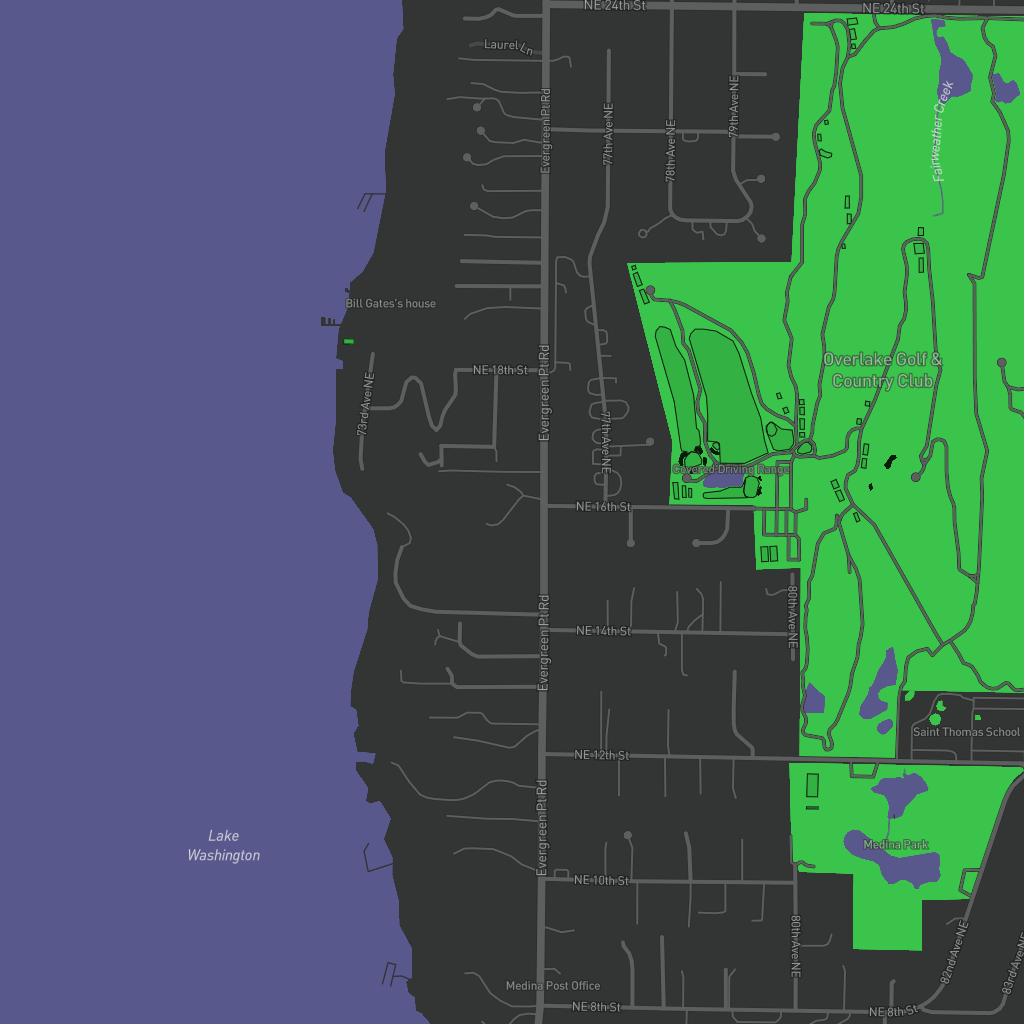 NE 24th St
NE 24th St
Laurel Ln
Evergreen Pt Rd
77th Ave NE
78th Ave NE
79th Ave NE
Fairweather Creek
Bill Gates's house
Overlake Golf &
Country Club
Evergreen Pt Rd
NE 18th St
73rd Ave NE
77th Ave NE
Covered Driving Range
NE 16th St
80th Ave NE
Evergreen Pt Rd
NE 14th St
Saint Thomas School
NE 12th St
Evergreen Pt Rd
Lake
Washington
Medina Park
NE 10th St
80th Ave NE
82nd Ave NE
83rd Ave NE
Medina Post Office
NE 8th St
NE 8th St